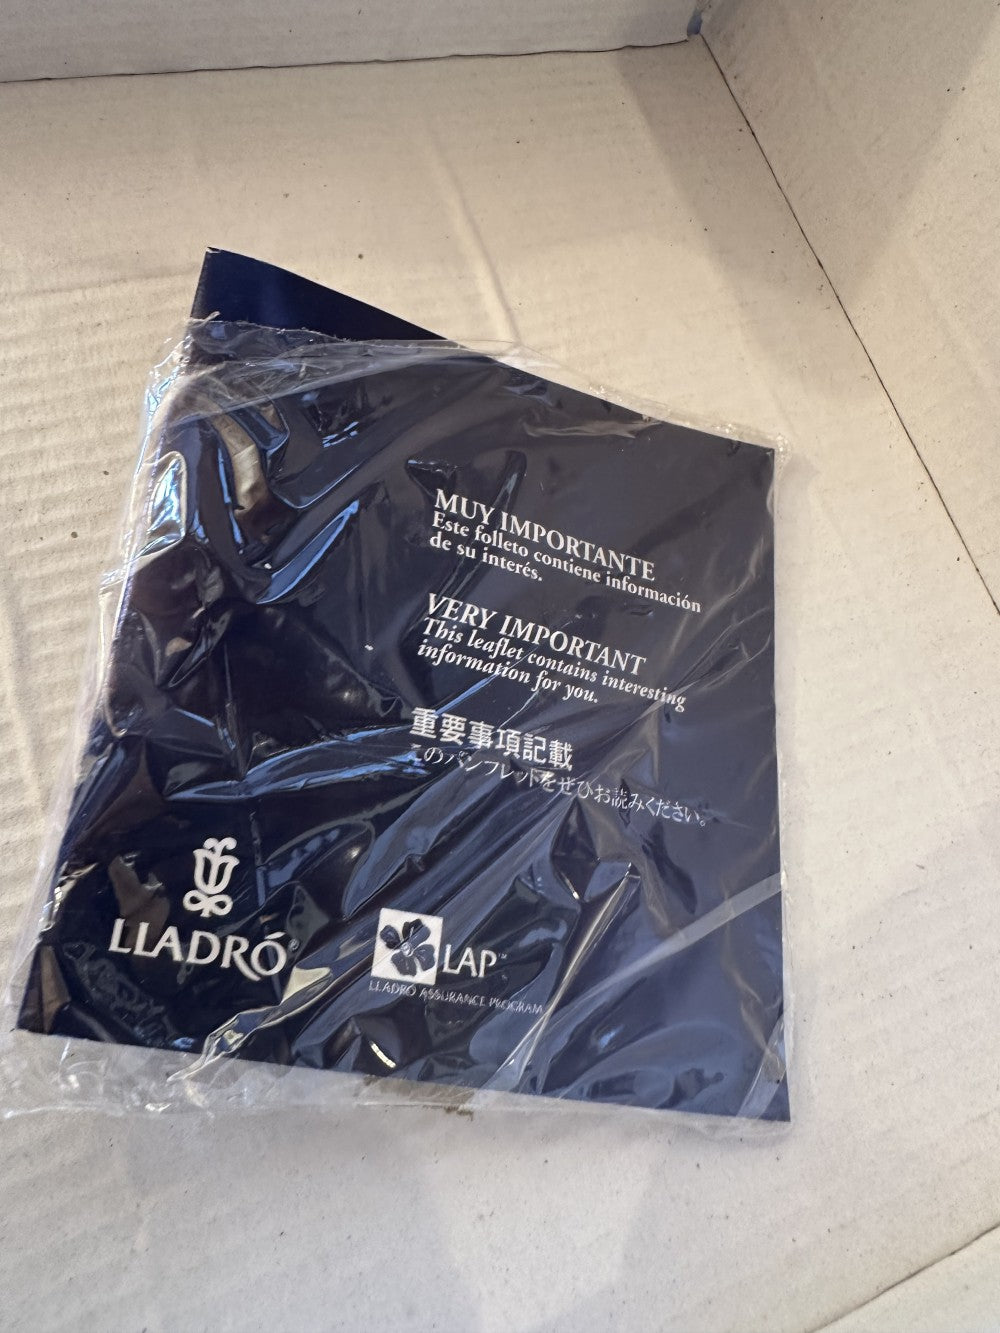 MUY IMPORTANTE
Este folleto contiene información
de su interés.
VERY IMPORTANT
This leaflet contains interesting
information for you.
重要事項記載
このパンフレットをぜひお読みください。
LLADRÓ®
LAP™
LLADRÓ ASSURANCE PROGRAM